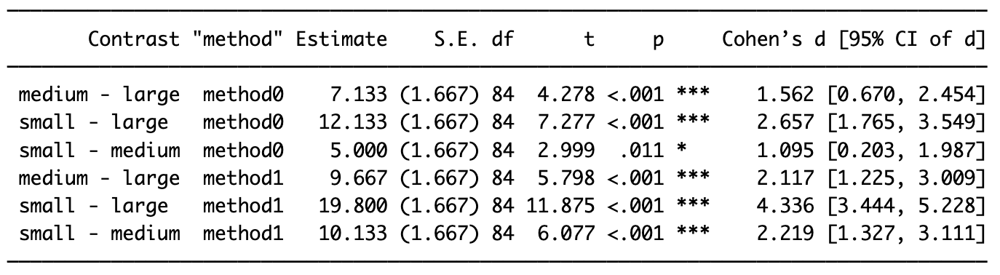 Contrast "method" Estimate S.E. df t p Cohen’s d [95% CI of d]
medium - large method0 7.133 (1.667) 84 4.278 <.001 *** 1.562 [0.670, 2.454]
small - large method0 12.133 (1.667) 84 7.277 <.001 *** 2.657 [1.765, 3.549]
small - medium method0 5.000 (1.667) 84 2.999 .011 * 1.095 [0.203, 1.987]
medium - large method1 9.667 (1.667) 84 5.798 <.001 *** 2.117 [1.225, 3.009]
small - large method1 19.800 (1.667) 84 11.875 <.001 *** 4.336 [3.444, 5.228]
small - medium method1 10.133 (1.667) 84 6.077 <.001 *** 2.219 [1.327, 3.111]